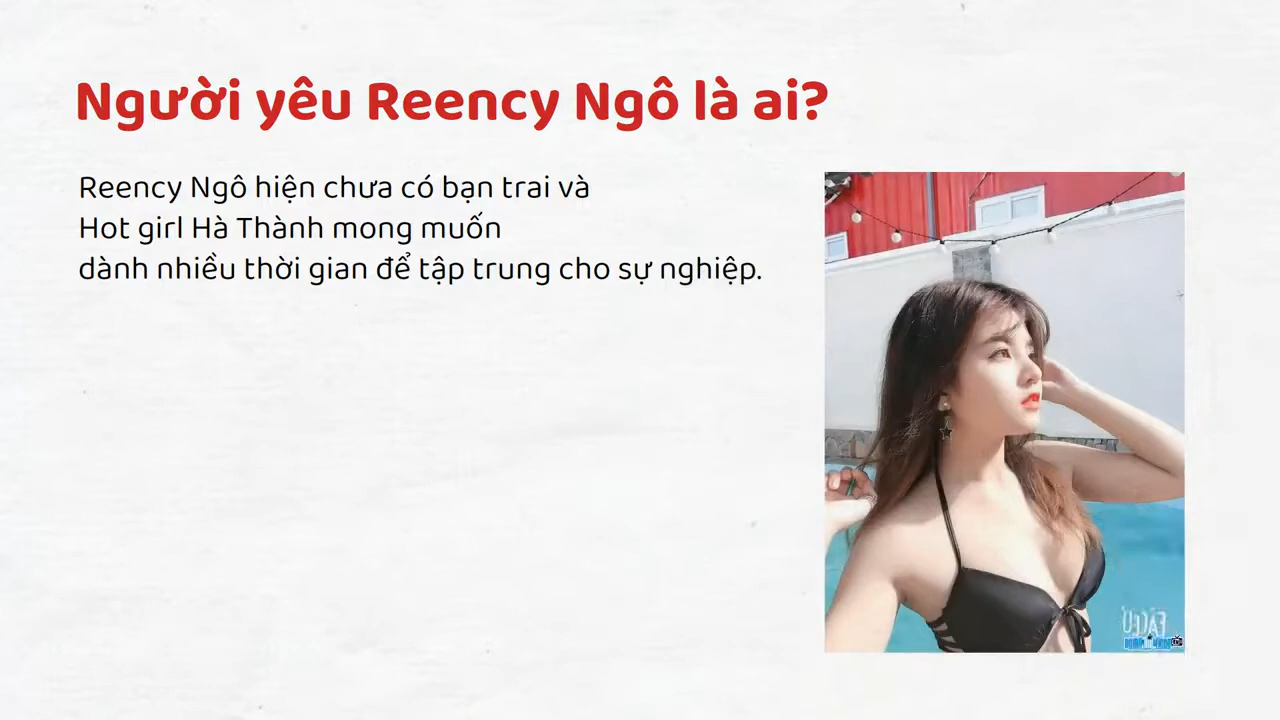 Người yêu Reency Ngô là ai?
Reency Ngô hiện chưa có bạn trai và
Hot girl Hà Thành mong muốn
dành nhiều thời gian để tập trung cho sự nghiệp.